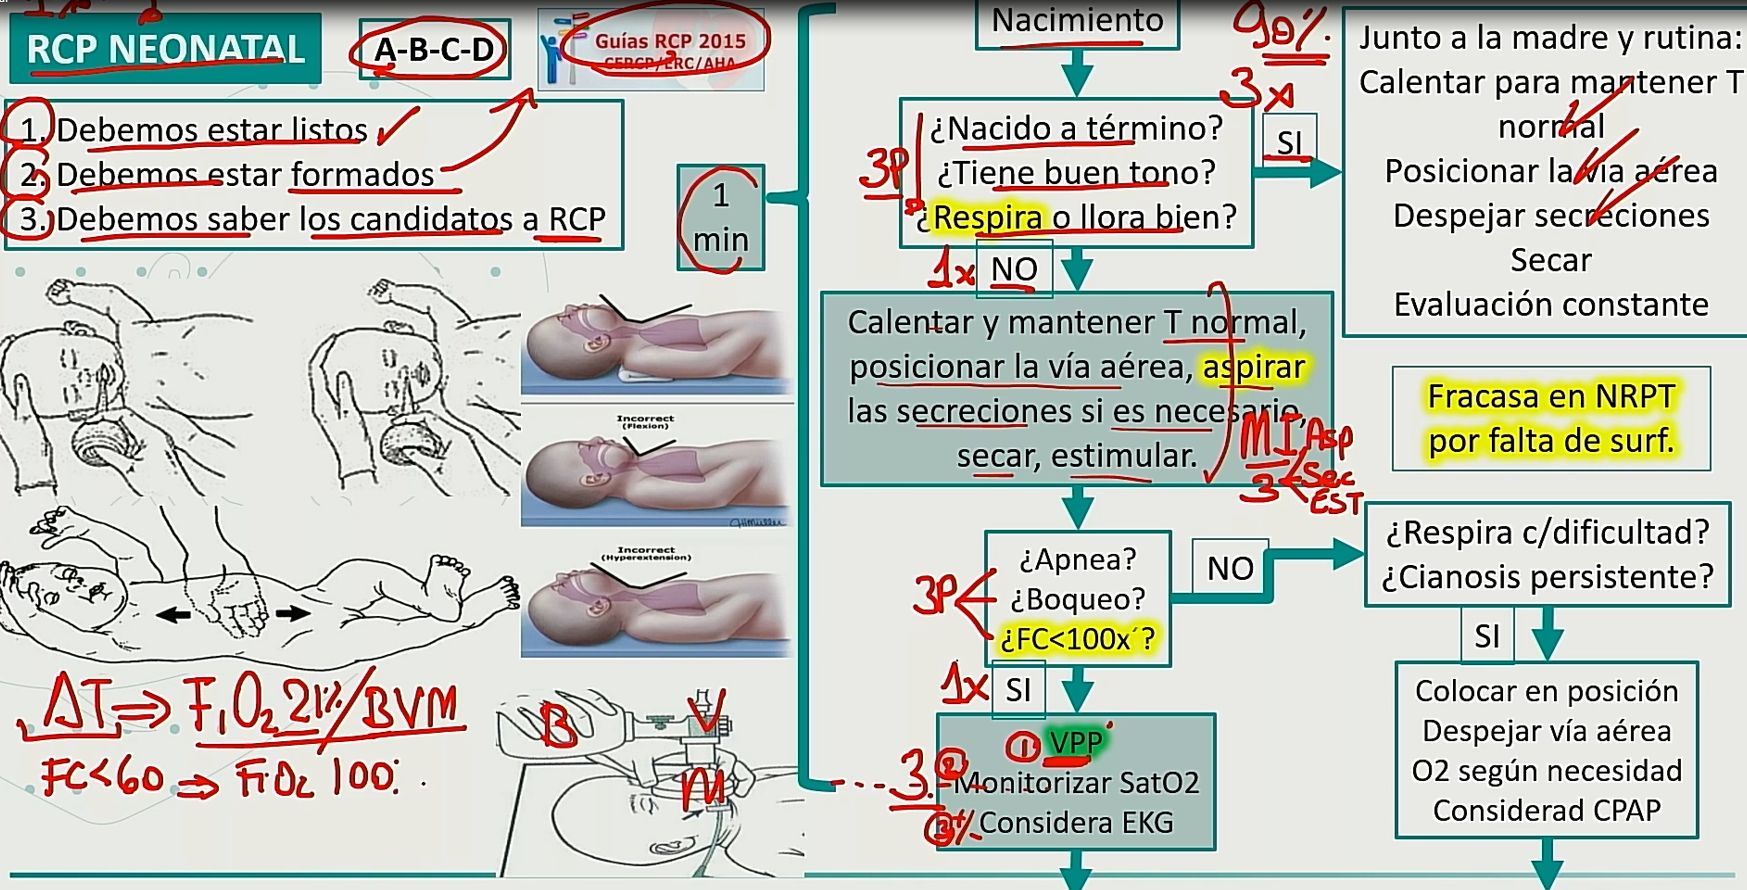 RCP NEONATAL
A-B-C-D
Guías RCP 2015
CERCP/ERC/AHA
1. Debemos estar listos
2. Debemos estar formados
3. Debemos saber los candidatos a RCP
1
min
Incorrect
(Flexion)
Incorrect
(Hyperextension)
ΔT ⇒ FiO2 21%/BVM
FC<60 → FiO2 100%.
B
V
M
Nacimiento
90%.
3x
¿Nacido a término?
¿Tiene buen tono?
¿Respira o llora bien?
3P
SI
1x
NO
Calentar y mantener T normal,
posicionar la vía aérea, aspirar
las secreciones si es necesario,
secar, estimular.
MI
3
Asp
Sec
EST
¿Apnea?
¿Boqueo?
¿FC<100x´?
3P
NO
1x
SI
1. VPP
3.
2
Monitorizar SatO2
3 +/-
Considera EKG
Junto a la madre y rutina:
Calentar para mantener T
normal
Posicionar la vía aérea
Despejar secreciones
Secar
Evaluación constante
Fracasa en NRPT
por falta de surf.
¿Respira c/dificultad?
¿Cianosis persistente?
SI
Colocar en posición
Despejar vía aérea
O2 según necesidad
Considerad CPAP